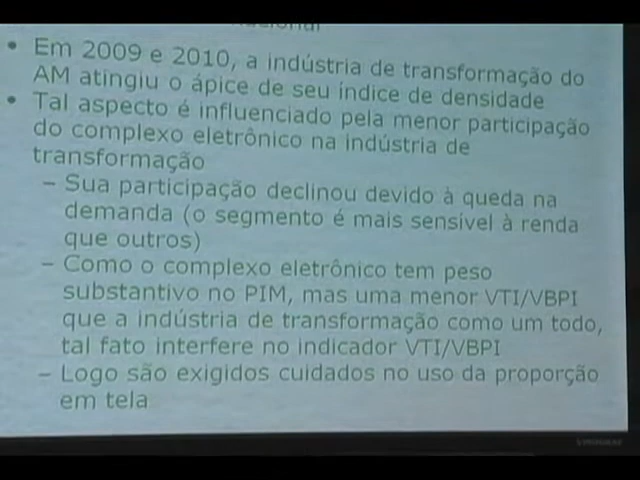 • Em 2009 e 2010, a indústria de transformação do
AM atingiu o ápice de seu índice de densidade
• Tal aspecto é influenciado pela menor participação
do complexo eletrônico na indústria de
transformação
– Sua participação declinou devido à queda na
demanda (o segmento é mais sensível à renda
que outros)
– Como o complexo eletrônico tem peso
substantivo no PIM, mas uma menor VTI/VBPI
que a indústria de transformação como um todo,
tal fato interfere no indicador VTI/VBPI
– Logo são exigidos cuidados no uso da proporção
em tela